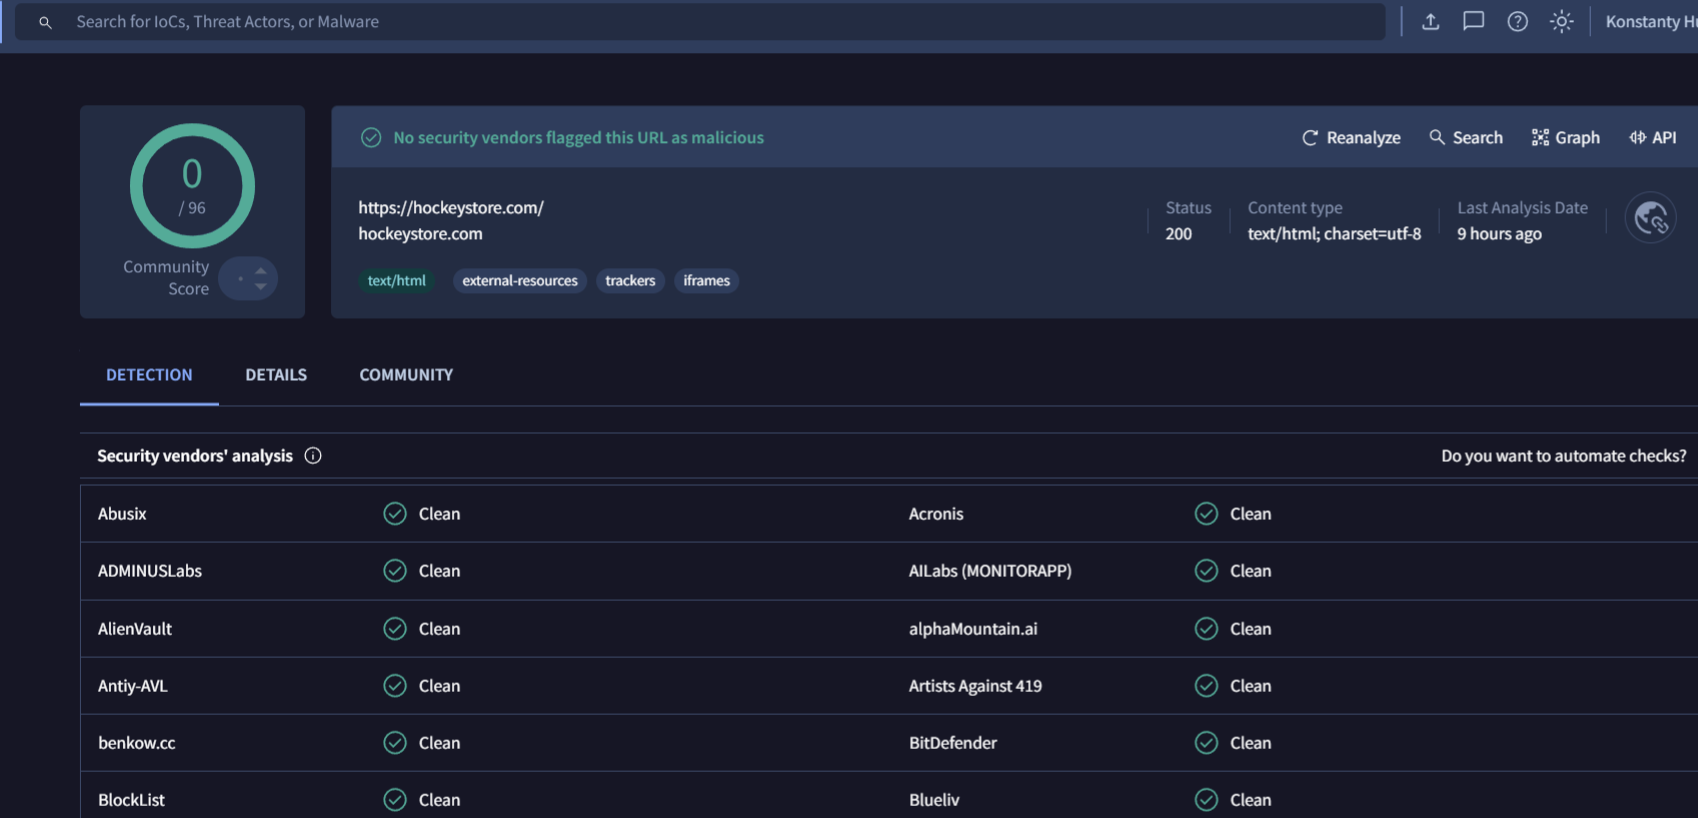 Search for IoCs, Threat Actors, or Malware
Konstanty
0
/ 96
Community
Score
No security vendors flagged this URL as malicious
Reanalyze
Search
Graph
API
https://hockeystore.com/
hockeystore.com
Status
200
Content type
text/html; charset=utf-8
Last Analysis Date
9 hours ago
text/html
external-resources
trackers
iframes
DETECTION
DETAILS
COMMUNITY
Security vendors' analysis
Do you want to automate checks?
Abusix
Clean
Acronis
Clean
ADMINUSLabs
Clean
AILabs (MONITORAPP)
Clean
AlienVault
Clean
alphaMountain.ai
Clean
Antiy-AVL
Clean
Artists Against 419
Clean
benkow.cc
Clean
BitDefender
Clean
BlockList
Clean
Blueliv
Clean